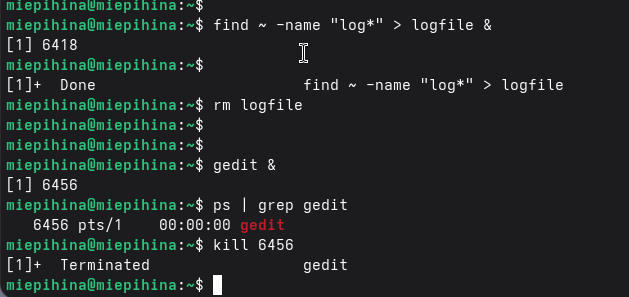 miepihina@miepihina:~$
miepihina@miepihina:~$ find ~ -name "log*" > logfile &
[1] 6418
miepihina@miepihina:~$
[1]+  Done                       find ~ -name "log*" > logfile
miepihina@miepihina:~$ rm logfile
miepihina@miepihina:~$
miepihina@miepihina:~$
miepihina@miepihina:~$ gedit &
[1] 6456
miepihina@miepihina:~$ ps | grep gedit
   6456 pts/1    00:00:00 gedit
miepihina@miepihina:~$ kill 6456
[1]+  Terminated                 gedit
miepihina@miepihina:~$